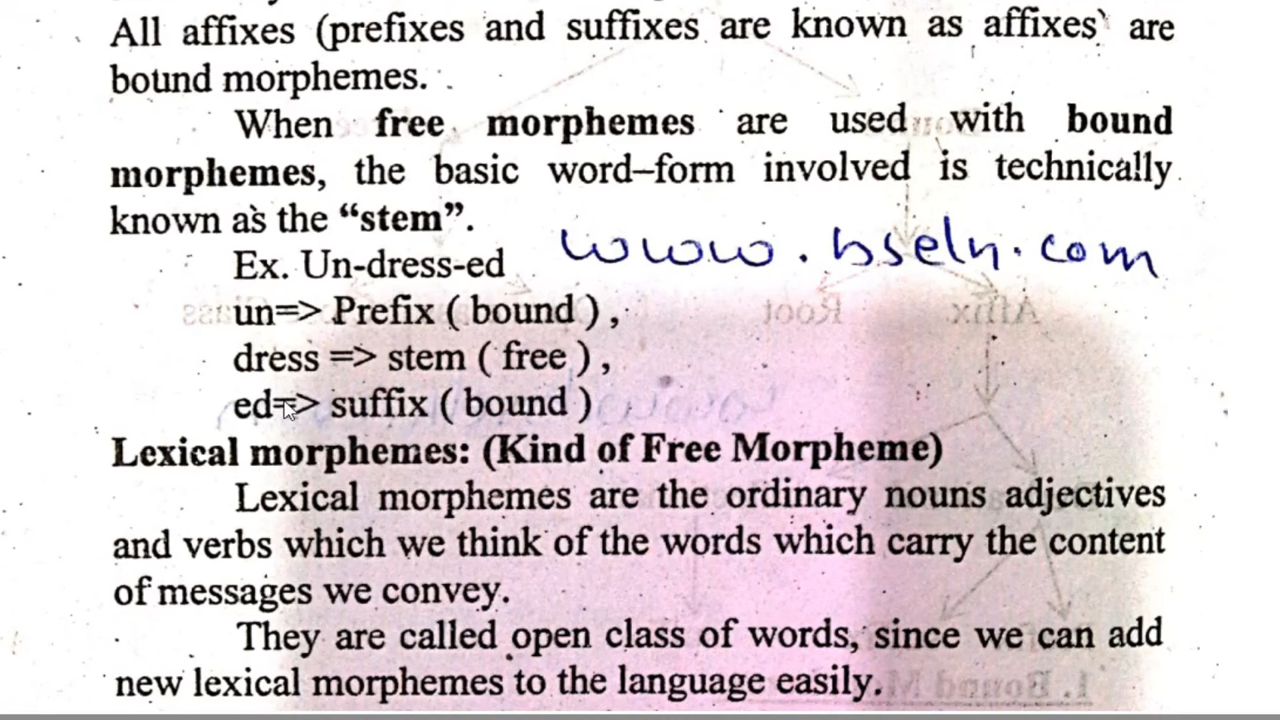 All affixes (prefixes and suffixes are known as affixes) are
bound morphemes.
When free morphemes are used with bound
morphemes, the basic word–form involved is technically
known as the “stem”.
www.bseln.com
Ex. Un-dress-ed
un=> Prefix ( bound ) ,
dress => stem ( free ) ,
ed=> suffix ( bound )
Lexical morphemes: (Kind of Free Morpheme)
Lexical morphemes are the ordinary nouns adjectives
and verbs which we think of the words which carry the content
of messages we convey.
They are called open class of words, since we can add
new lexical morphemes to the language easily.